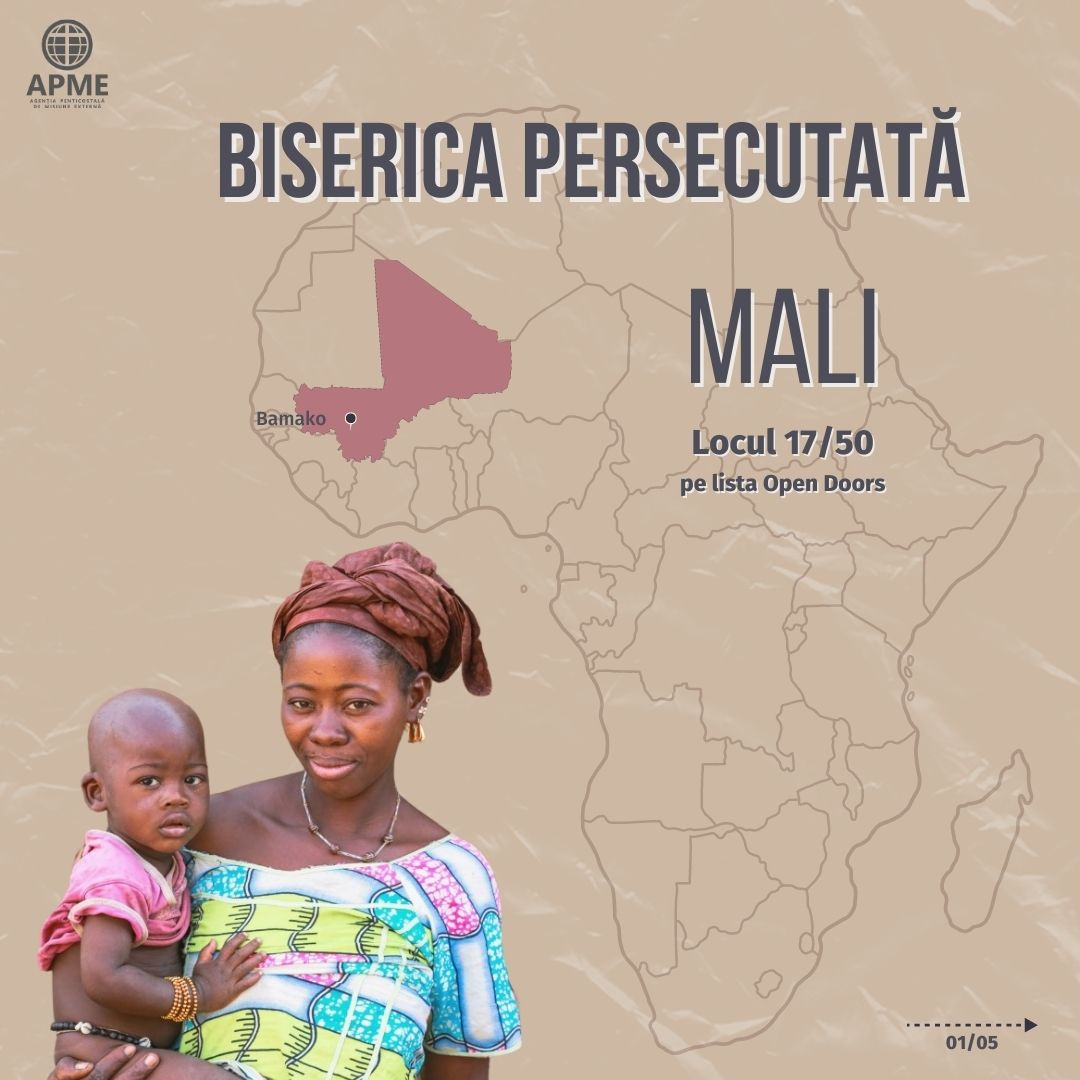 APME
AGENȚIA PENTICOSTALĂ
DE MISIUNE EXTERNĂ
BISERICA PERSECUTATĂ
MALI
Bamako
Locul 17/50
pe lista Open Doors
01/05